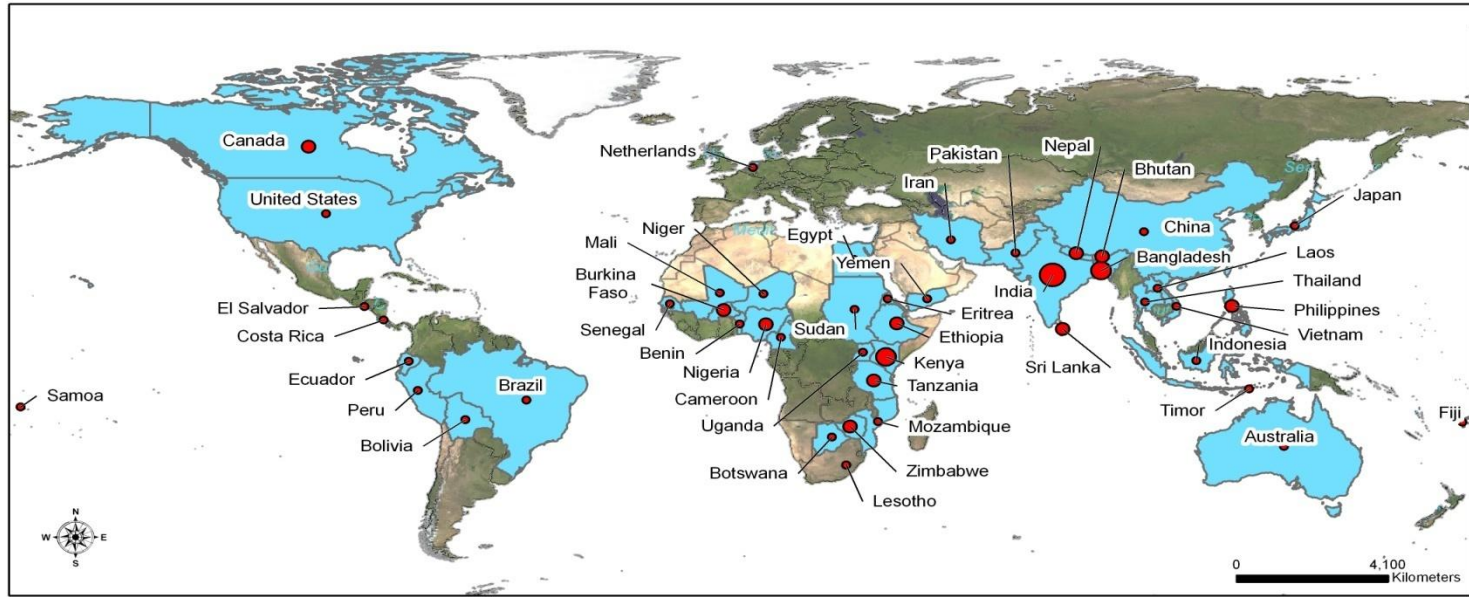 Canada
United States
El Salvador
Costa Rica
Ecuador
Peru
Bolivia
Brazil
Samoa
Netherlands
Niger
Mali
Burkina
Faso
Senegal
Benin
Nigeria
Cameroon
Uganda
Botswana
Egypt
Yemen
Sudan
Eritrea
Ethiopia
Kenya
Tanzania
Mozambique
Zimbabwe
Lesotho
Iran
Pakistan
Nepal
Bhutan
China
Bangladesh
India
Sri Lanka
Japan
Laos
Thailand
Philippines
Vietnam
Indonesia
Timor
Australia
Fiji
N
W E
S
0 4,100
Kilometers